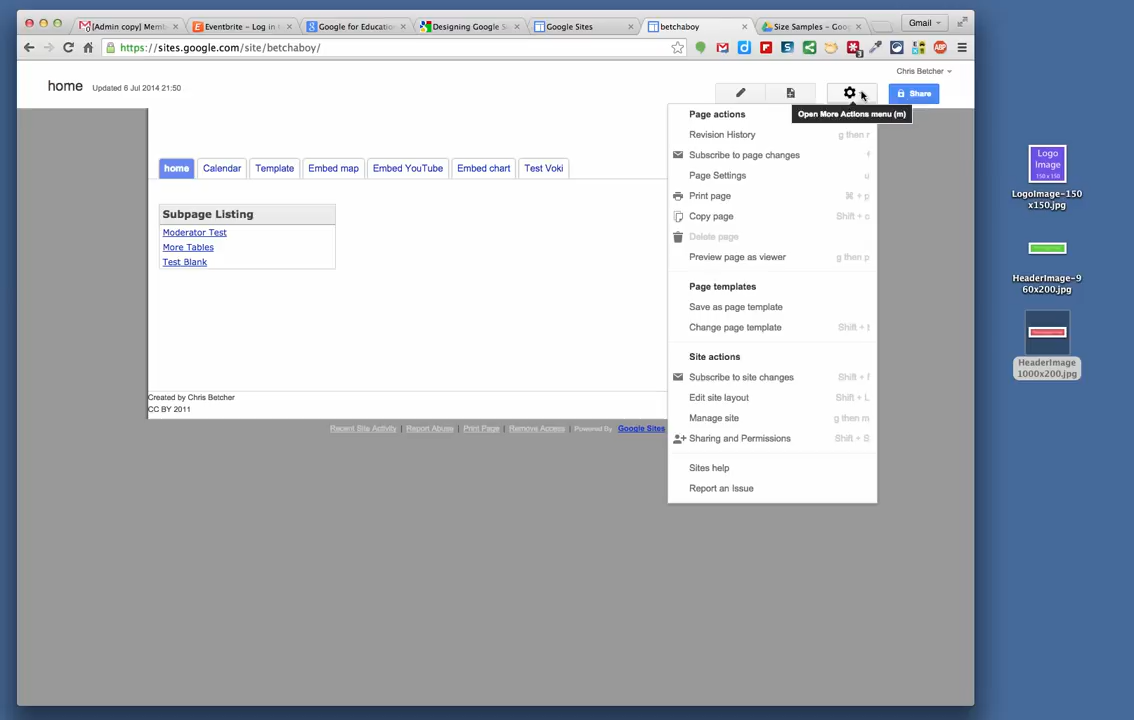 [Admin copy] Memb
Eventbrite - Log in t
Google for Educatio
Designing Google S
Google Sites
betchaboy
Size Samples - Goo
Gmail
https://sites.google.com/site/betchaboy/
3
ABP
Chris Betcher
home
Updated 6 Jul 2014 21:50
Share
Open More Actions menu (m)
home
Calendar
Template
Embed map
Embed YouTube
Embed chart
Test Voki
Subpage Listing
Moderator Test
More Tables
Test Blank
Created by Chris Betcher
CC BY 2011
Recent Site Activity | Report Abuse | Print Page | Remove Access | Powered By Google Sites
Page actions
Revision History g then r
Subscribe to page changes f
Page Settings u
Print page ⌘ + p
Copy page Shift + c
Delete page
Preview page as viewer g then p
Page templates
Save as page template
Change page template Shift + t
Site actions
Subscribe to site changes Shift + f
Edit site layout Shift + L
Manage site g then m
Sharing and Permissions Shift + S
Sites help
Report an Issue
Logo
Image
150 x 150
LogoImage-150
x150.jpg
HeaderImage-9
60x200.jpg
HeaderImage
1000x200.jpg